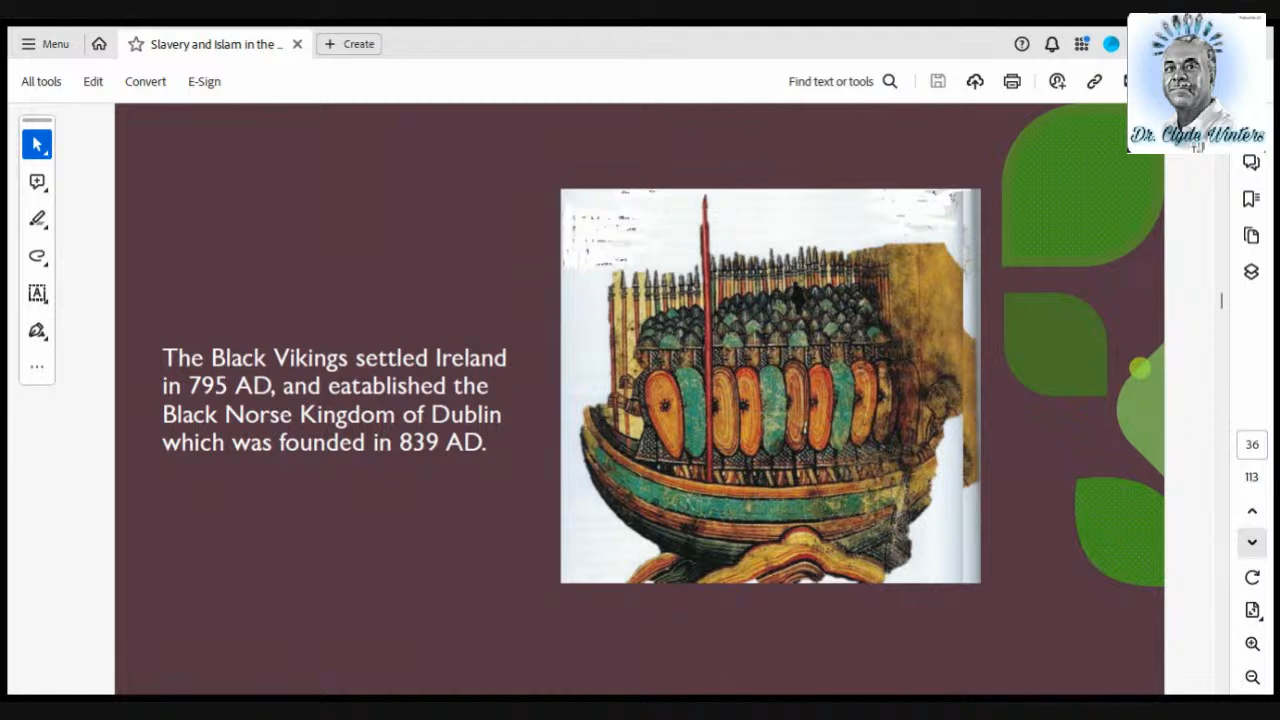 Menu
Slavery and Islam in the ...
Create
All tools
Edit
Convert
E-Sign
Find text or tools
Dr. Clyde Winters
The Black Vikings settled Ireland
in 795 AD, and eatablished the
Black Norse Kingdom of Dublin
which was founded in 839 AD.
36
113